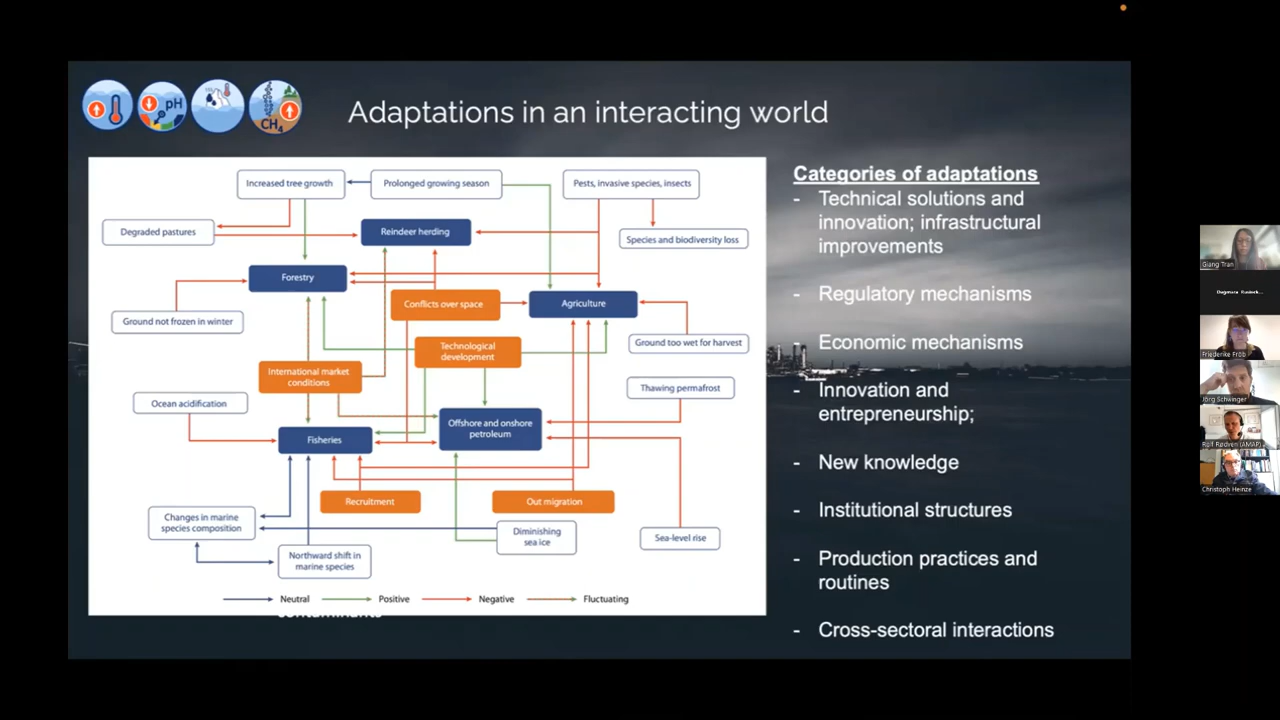 pH
CH4
Adaptations in an interacting world
Increased tree growth
Prolonged growing season
Pests, invasive species, insects
Degraded pastures
Reindeer herding
Species and biodiversity loss
Forestry
Conflicts over space
Agriculture
Ground not frozen in winter
Technological
development
Ground too wet for harvest
International market
conditions
Thawing permafrost
Ocean acidification
Offshore and onshore
petroleum
Fisheries
Recruitment
Out migration
Changes in marine
species composition
Diminishing
sea ice
Sea-level rise
Northward shift in
marine species
Neutral
Positive
Negative
Fluctuating
contaminants
Categories of adaptations
- Technical solutions and
innovation; infrastructural
improvements
- Regulatory mechanisms
Economic mechanisms
- Innovation and
entrepreneurship;
- New knowledge
- Institutional structures
- Production practices and
routines
- Cross-sectoral interactions
Giang Tran
Friederike Fröb
Jörg Schwinger
Rolf Rødven (AMAP)
Christoph Heinze